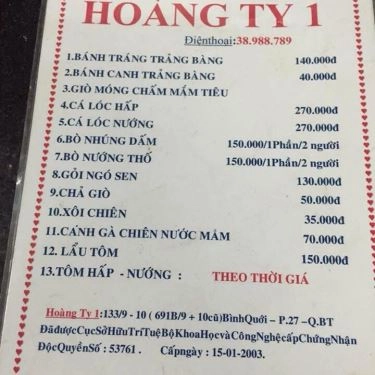 HOÀNG TY 1
Điệnthoại:38.988.789
1.BÁNH TRÁNG TRẢNG BÀNG 140.000đ
2.BÁNH CANH TRẢNG BÀNG 40.000đ
3.GIÒ MÓNG CHẤM MẮM TIÊU
4.CÁ LÓC HẤP 270.000đ
5.CÁ LÓC NƯỚNG 270.000đ
6.BÒ NHÚNG DẤM 150.000/1Phần/2 người
7.BÒ NƯỚNG THỐ 150.000/1Phần/2 người
8.GỎI NGÓ SEN 130.000đ
9.CHẢ GIÒ 50.000đ
10.XÔI CHIÊN 35.000đ
11.CÁNH GÀ CHIÊN NƯỚC MẮM 70.000đ
12. LẨU TÔM 150.000đ
13.TÔM HẤP - NƯỚNG : THEO THỜI GIÁ
Hoàng Ty 1:133/9 - 10 ( 691B/9 + 10cũ)BìnhQuới – P.27 –Q.BT
ĐãđượcCụcSởHữuTríTuệBộKhoaHọcvàCôngNghệcấpChứngNhận
ĐộcQuyềnSố : 53761 . Cấpngày : 15-01-2003.